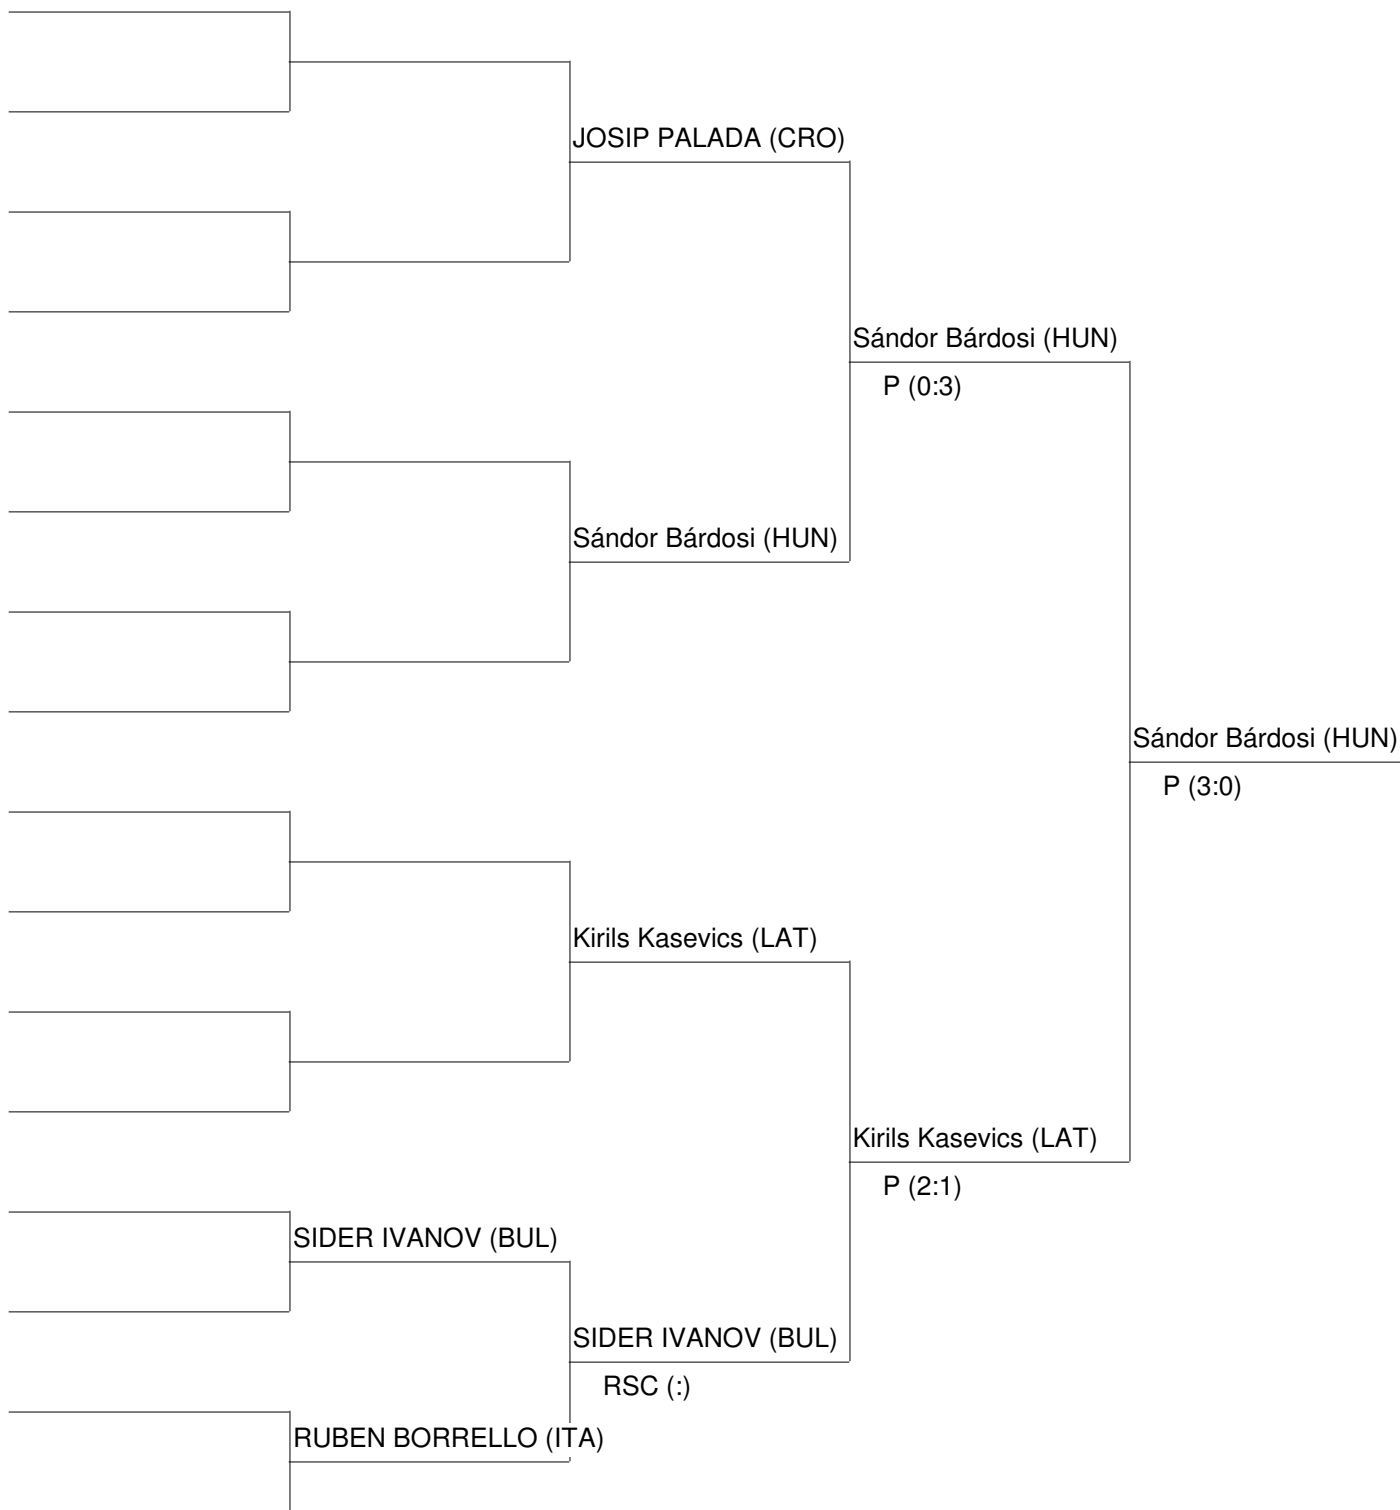 JOSIP PALADA (CRO)
Sándor Bárdosi (HUN)
P (0:3)
Sándor Bárdosi (HUN)
Sándor Bárdosi (HUN)
P (3:0)
Kirils Kasevics (LAT)
Kirils Kasevics (LAT)
P (2:1)
SIDER IVANOV (BUL)
SIDER IVANOV (BUL)
RSC (:)
RUBEN BORRELLO (ITA)